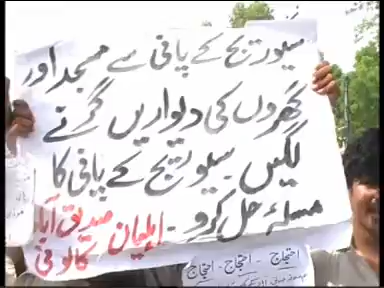 سیوریج کے پانی سے مسجد اور
گھروں کی دیواریں گرنے
لگیں سیوریج کے پانی کا
مسئلہ حل کرو - اہلیان صدیق آباد
کالونی
احتجاج - احتجاج - احتجاج